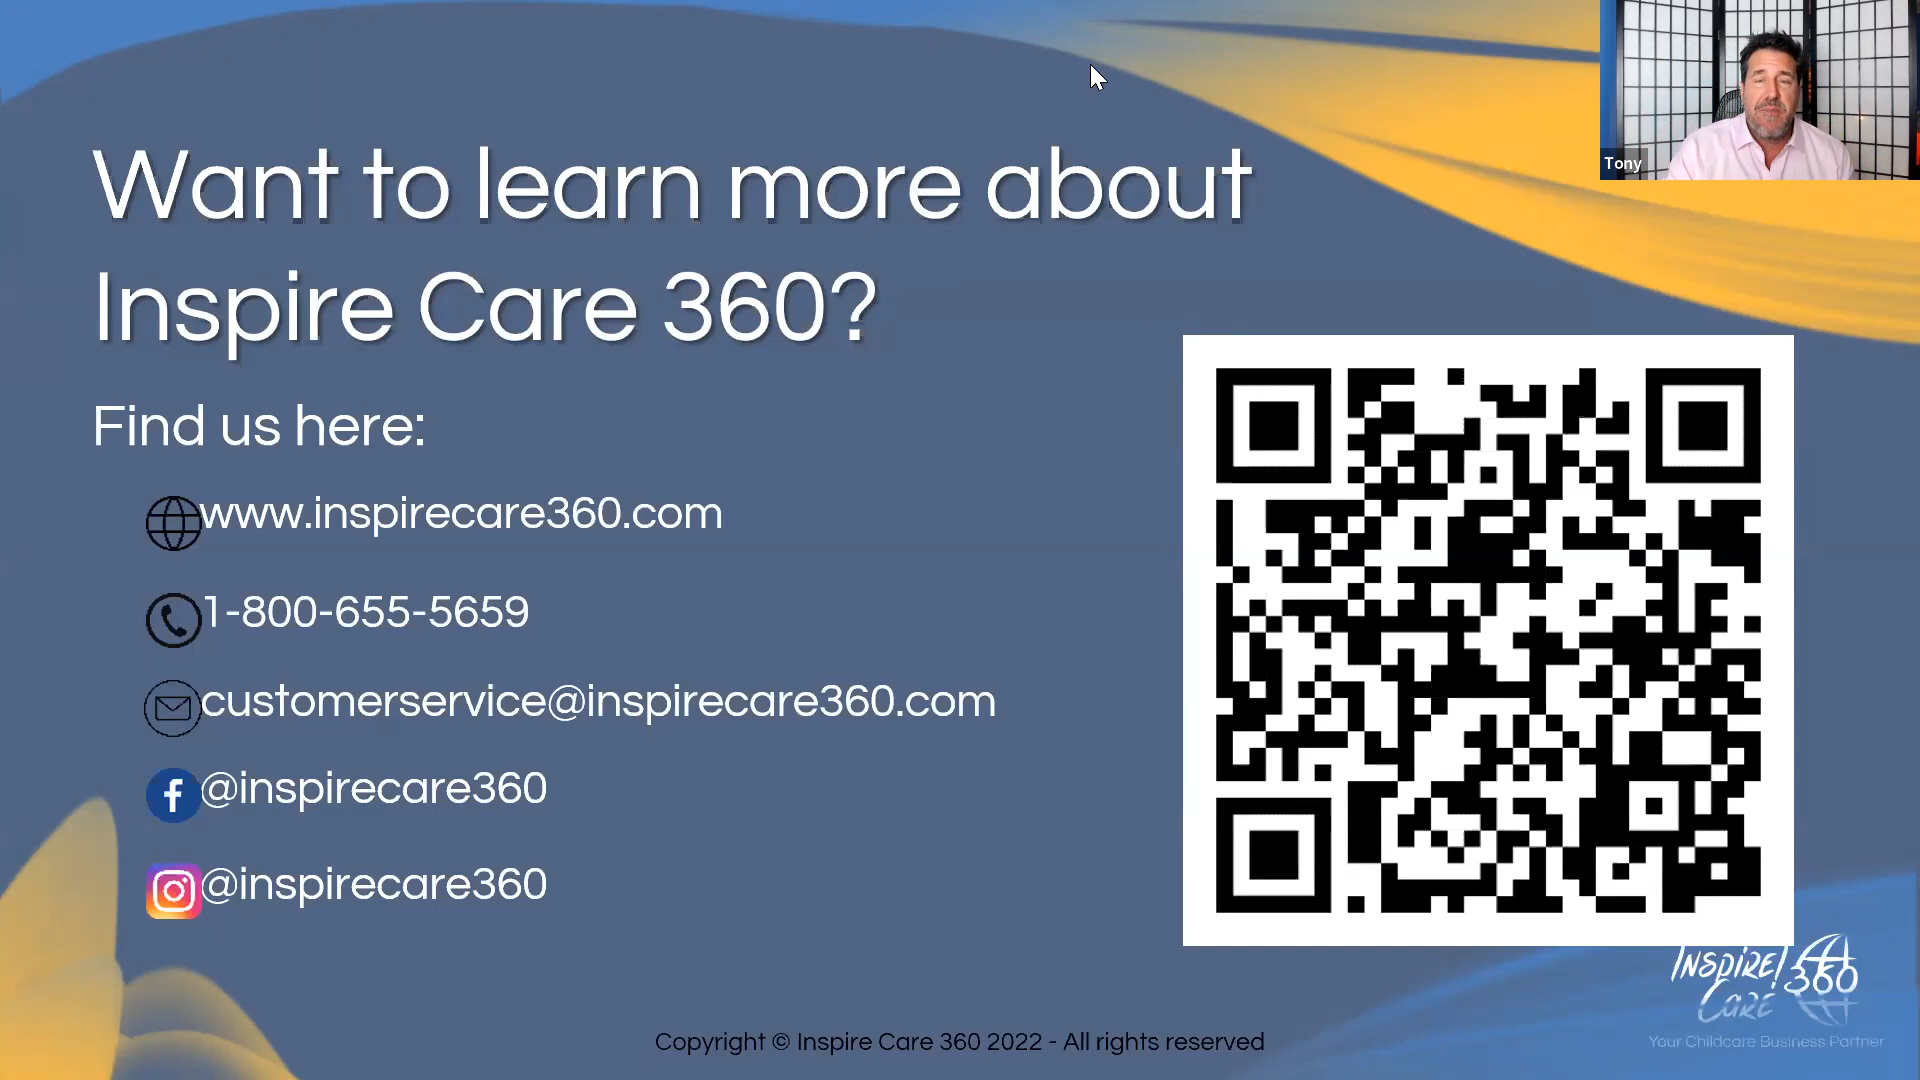 Tony
Want to learn more about
Inspire Care 360?
Find us here:
www.inspirecare360.com
1-800-655-5659
customerservice@inspirecare360.com
@inspirecare360
@inspirecare360
INSPIRE! 360
CARE
Your Childcare Business Partner
Copyright © Inspire Care 360 2022 - All rights reserved